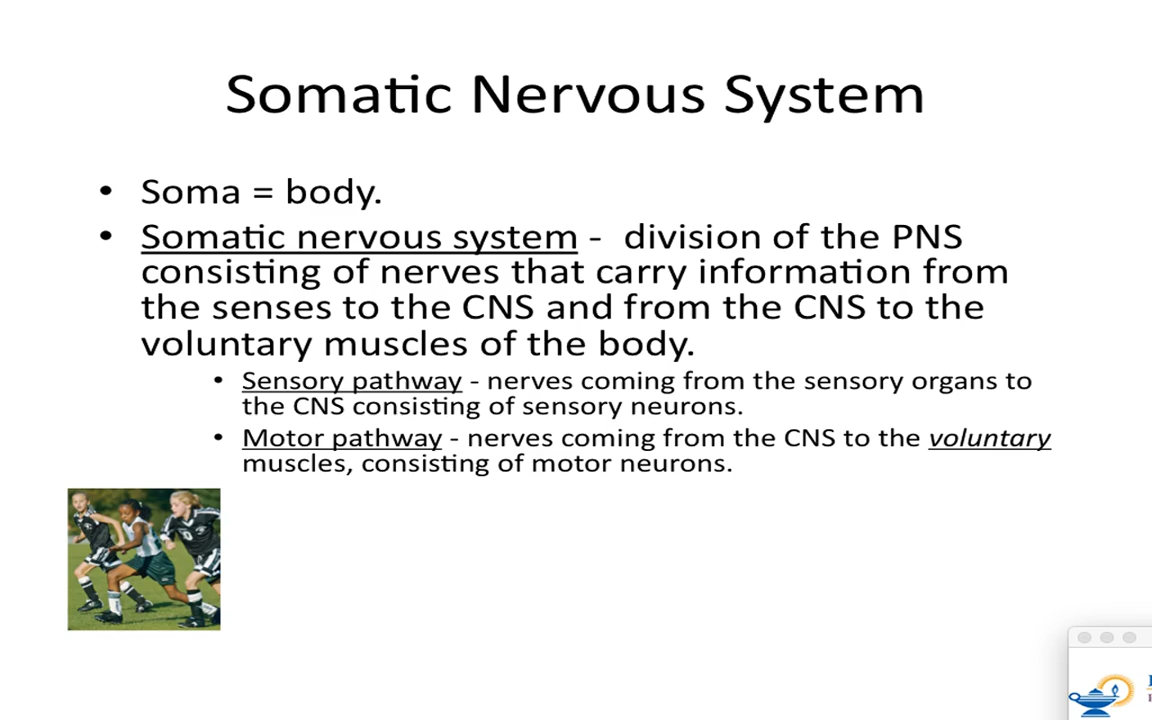 Somatic Nervous System
• Soma = body.
• Somatic nervous system - division of the PNS
consisting of nerves that carry information from
the senses to the CNS and from the CNS to the
voluntary muscles of the body.
• Sensory pathway - nerves coming from the sensory organs to
the CNS consisting of sensory neurons.
• Motor pathway - nerves coming from the CNS to the voluntary
muscles, consisting of motor neurons.